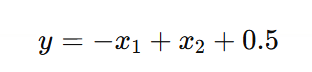 y = −x₁ + x₂ + 0.5